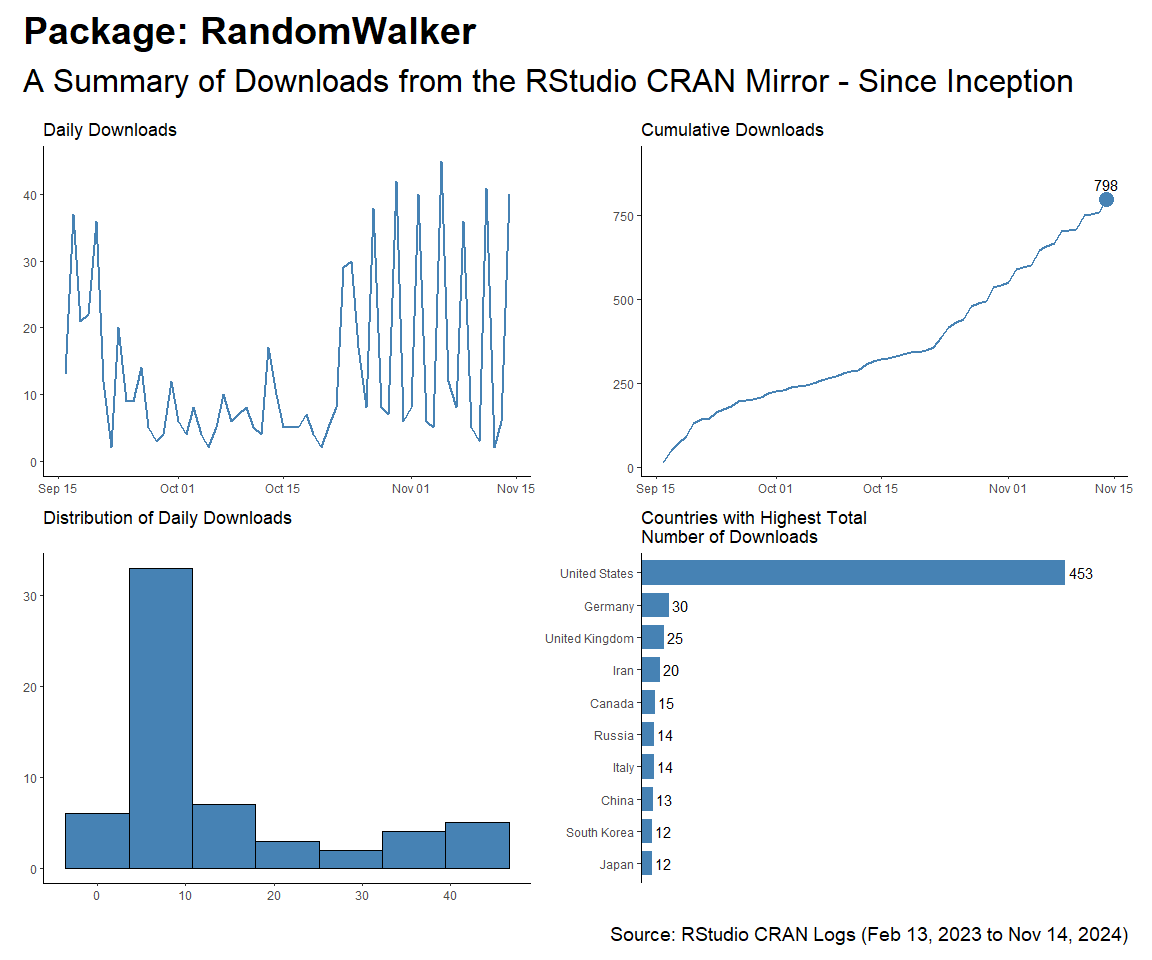 Package: RandomWalker
A Summary of Downloads from the RStudio CRAN Mirror - Since Inception
Daily Downloads
40
30
20
10
0
Sep 15 Oct 01 Oct 15 Nov 01 Nov 15
Cumulative Downloads
798
750
500
250
0
Sep 15 Oct 01 Oct 15 Nov 01 Nov 15
Distribution of Daily Downloads
30
20
10
0
0 10 20 30 40
Countries with Highest Total
Number of Downloads
United States 453
Germany 30
United Kingdom 25
Iran 20
Canada 15
Russia 14
Italy 14
China 13
South Korea 12
Japan 12
Source: RStudio CRAN Logs (Feb 13, 2023 to Nov 14, 2024)